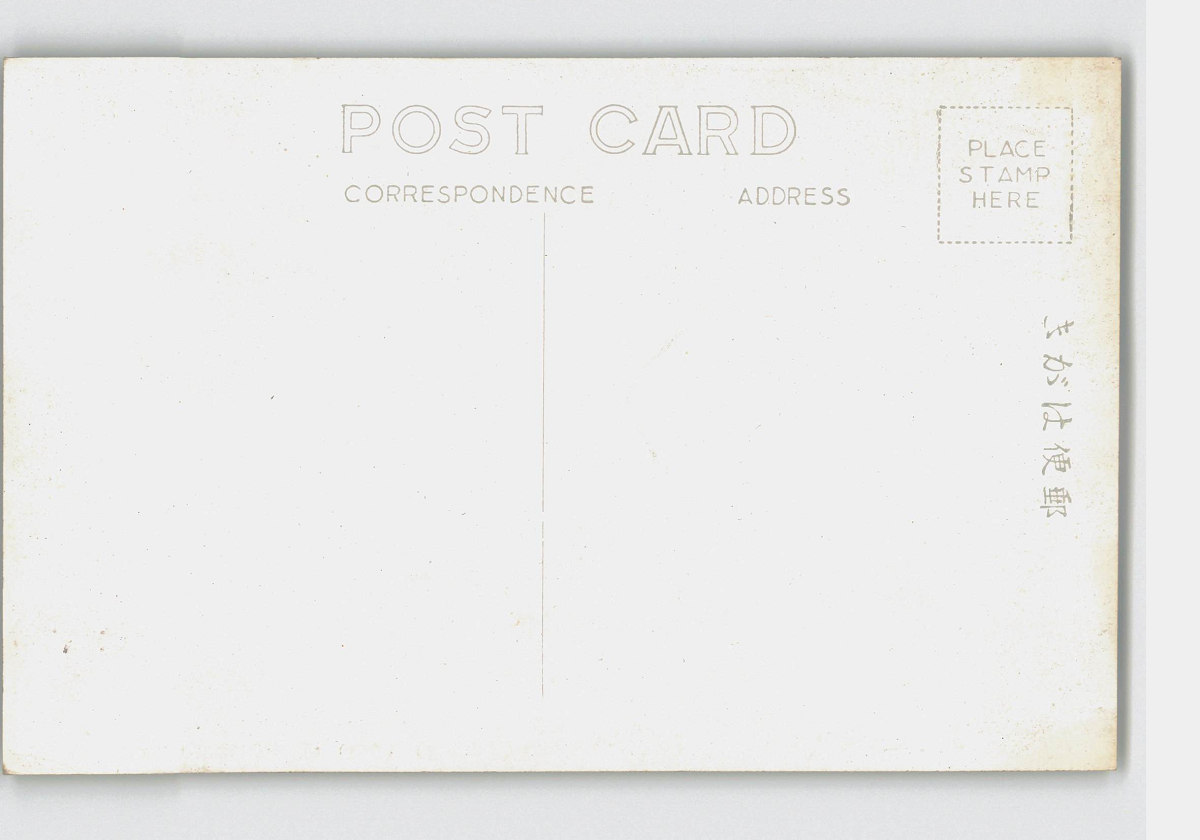 POST CARD
CORRESPONDENCE
ADDRESS
PLACE
STAMP
HERE
郵便はがき